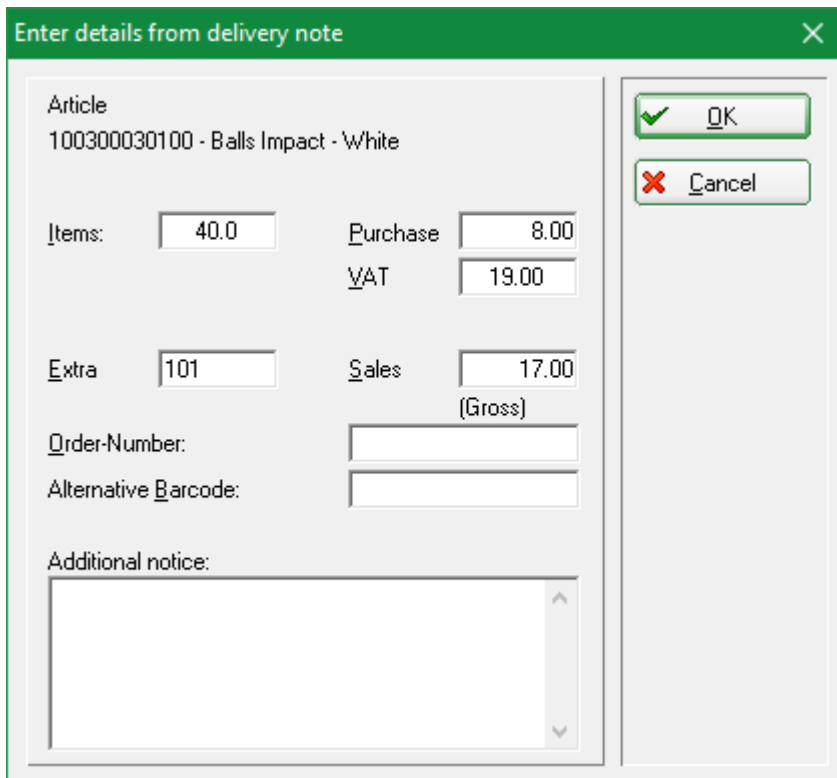 Enter details from delivery note
Article
100300030100 - Balls Impact - White
OK
Cancel
Items: 40.0 Purchase 8.00
VAT 19.00
Extra 101 Sales 17.00
(Gross)
Order-Number:
Alternative Barcode:
Additional notice: